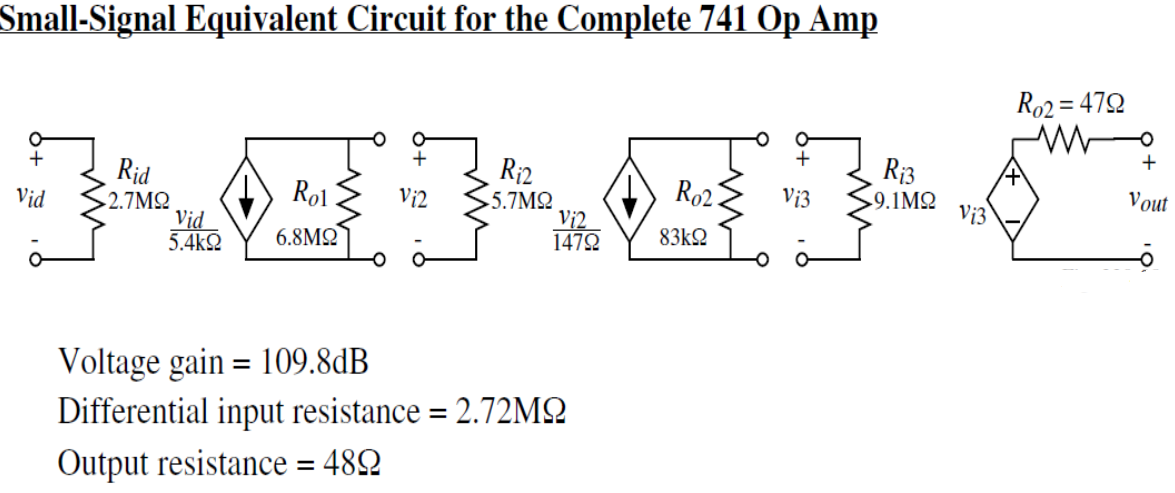 Small-Signal Equivalent Circuit for the Complete 741 Op Amp
Ro2 = 47Ω
+ + + + +
Rid Ri2 Ri3
vid 2.7MΩ Ro1 vi2 5.7MΩ Ro2 vi3 9.1MΩ vi3 vout
vid vi2
5.4kΩ 6.8MΩ 147Ω 83kΩ
- - - - -
Voltage gain = 109.8dB
Differential input resistance = 2.72MΩ
Output resistance = 48Ω